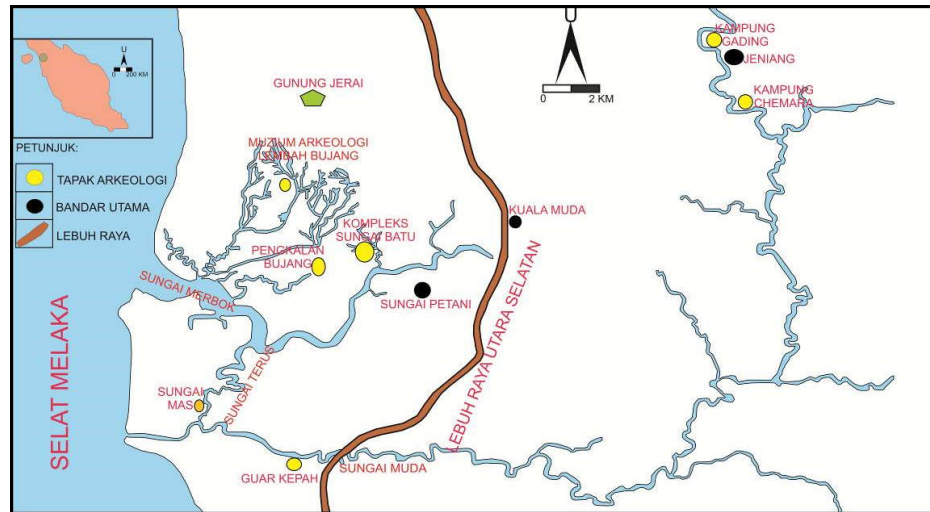 U
0 200 KM
PETUNJUK:
TAPAK ARKEOLOGI
BANDAR UTAMA
LEBUH RAYA
SELAT MELAKA
GUNUNG JERAI
MUZIUM ARKEOLOGI
LEMBAH BUJANG
KOMPLEKS
SUNGAI BATU
PENGKALAN
BUJANG
SUNGAI MERBOK
SUNGAI PETANI
SUNGAI TERUS
SUNGAI
MAS
GUAR KEPAH
SUNGAI MUDA
LEBUH RAYA UTARA SELATAN
KUALA MUDA
U
0 2 KM
KAMPUNG
GADING
JENIANG
KAMPUNG
CHEMARA